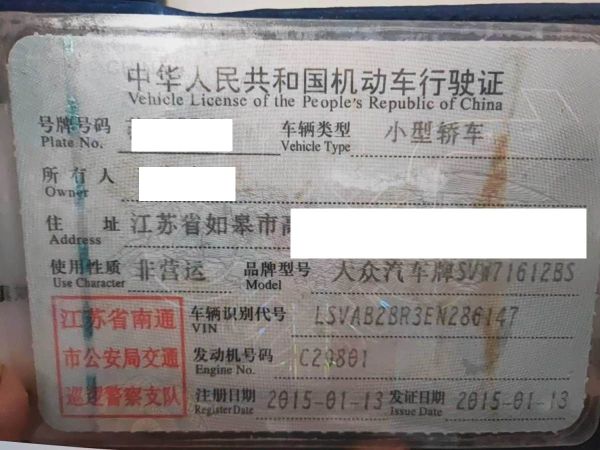 中华人民共和国机动车行驶证
Vehicle License of the People's Republic of China
号牌号码 车辆类型 小型轿车
Plate No. Vehicle Type
所有人
Owner
住址 江苏省如皋市
Address
使用性质 非营运 品牌型号 大众汽车牌SVW71612BS
Use Character Model
江苏省南通
市公安局交通
巡逻警察支队
车辆识别代号 LSVAB2BR3EN286147
VIN
发动机号码 C29801
Engine No.
注册日期 2015-01-13 发证日期 2015-01-13
Register Date Issue Date